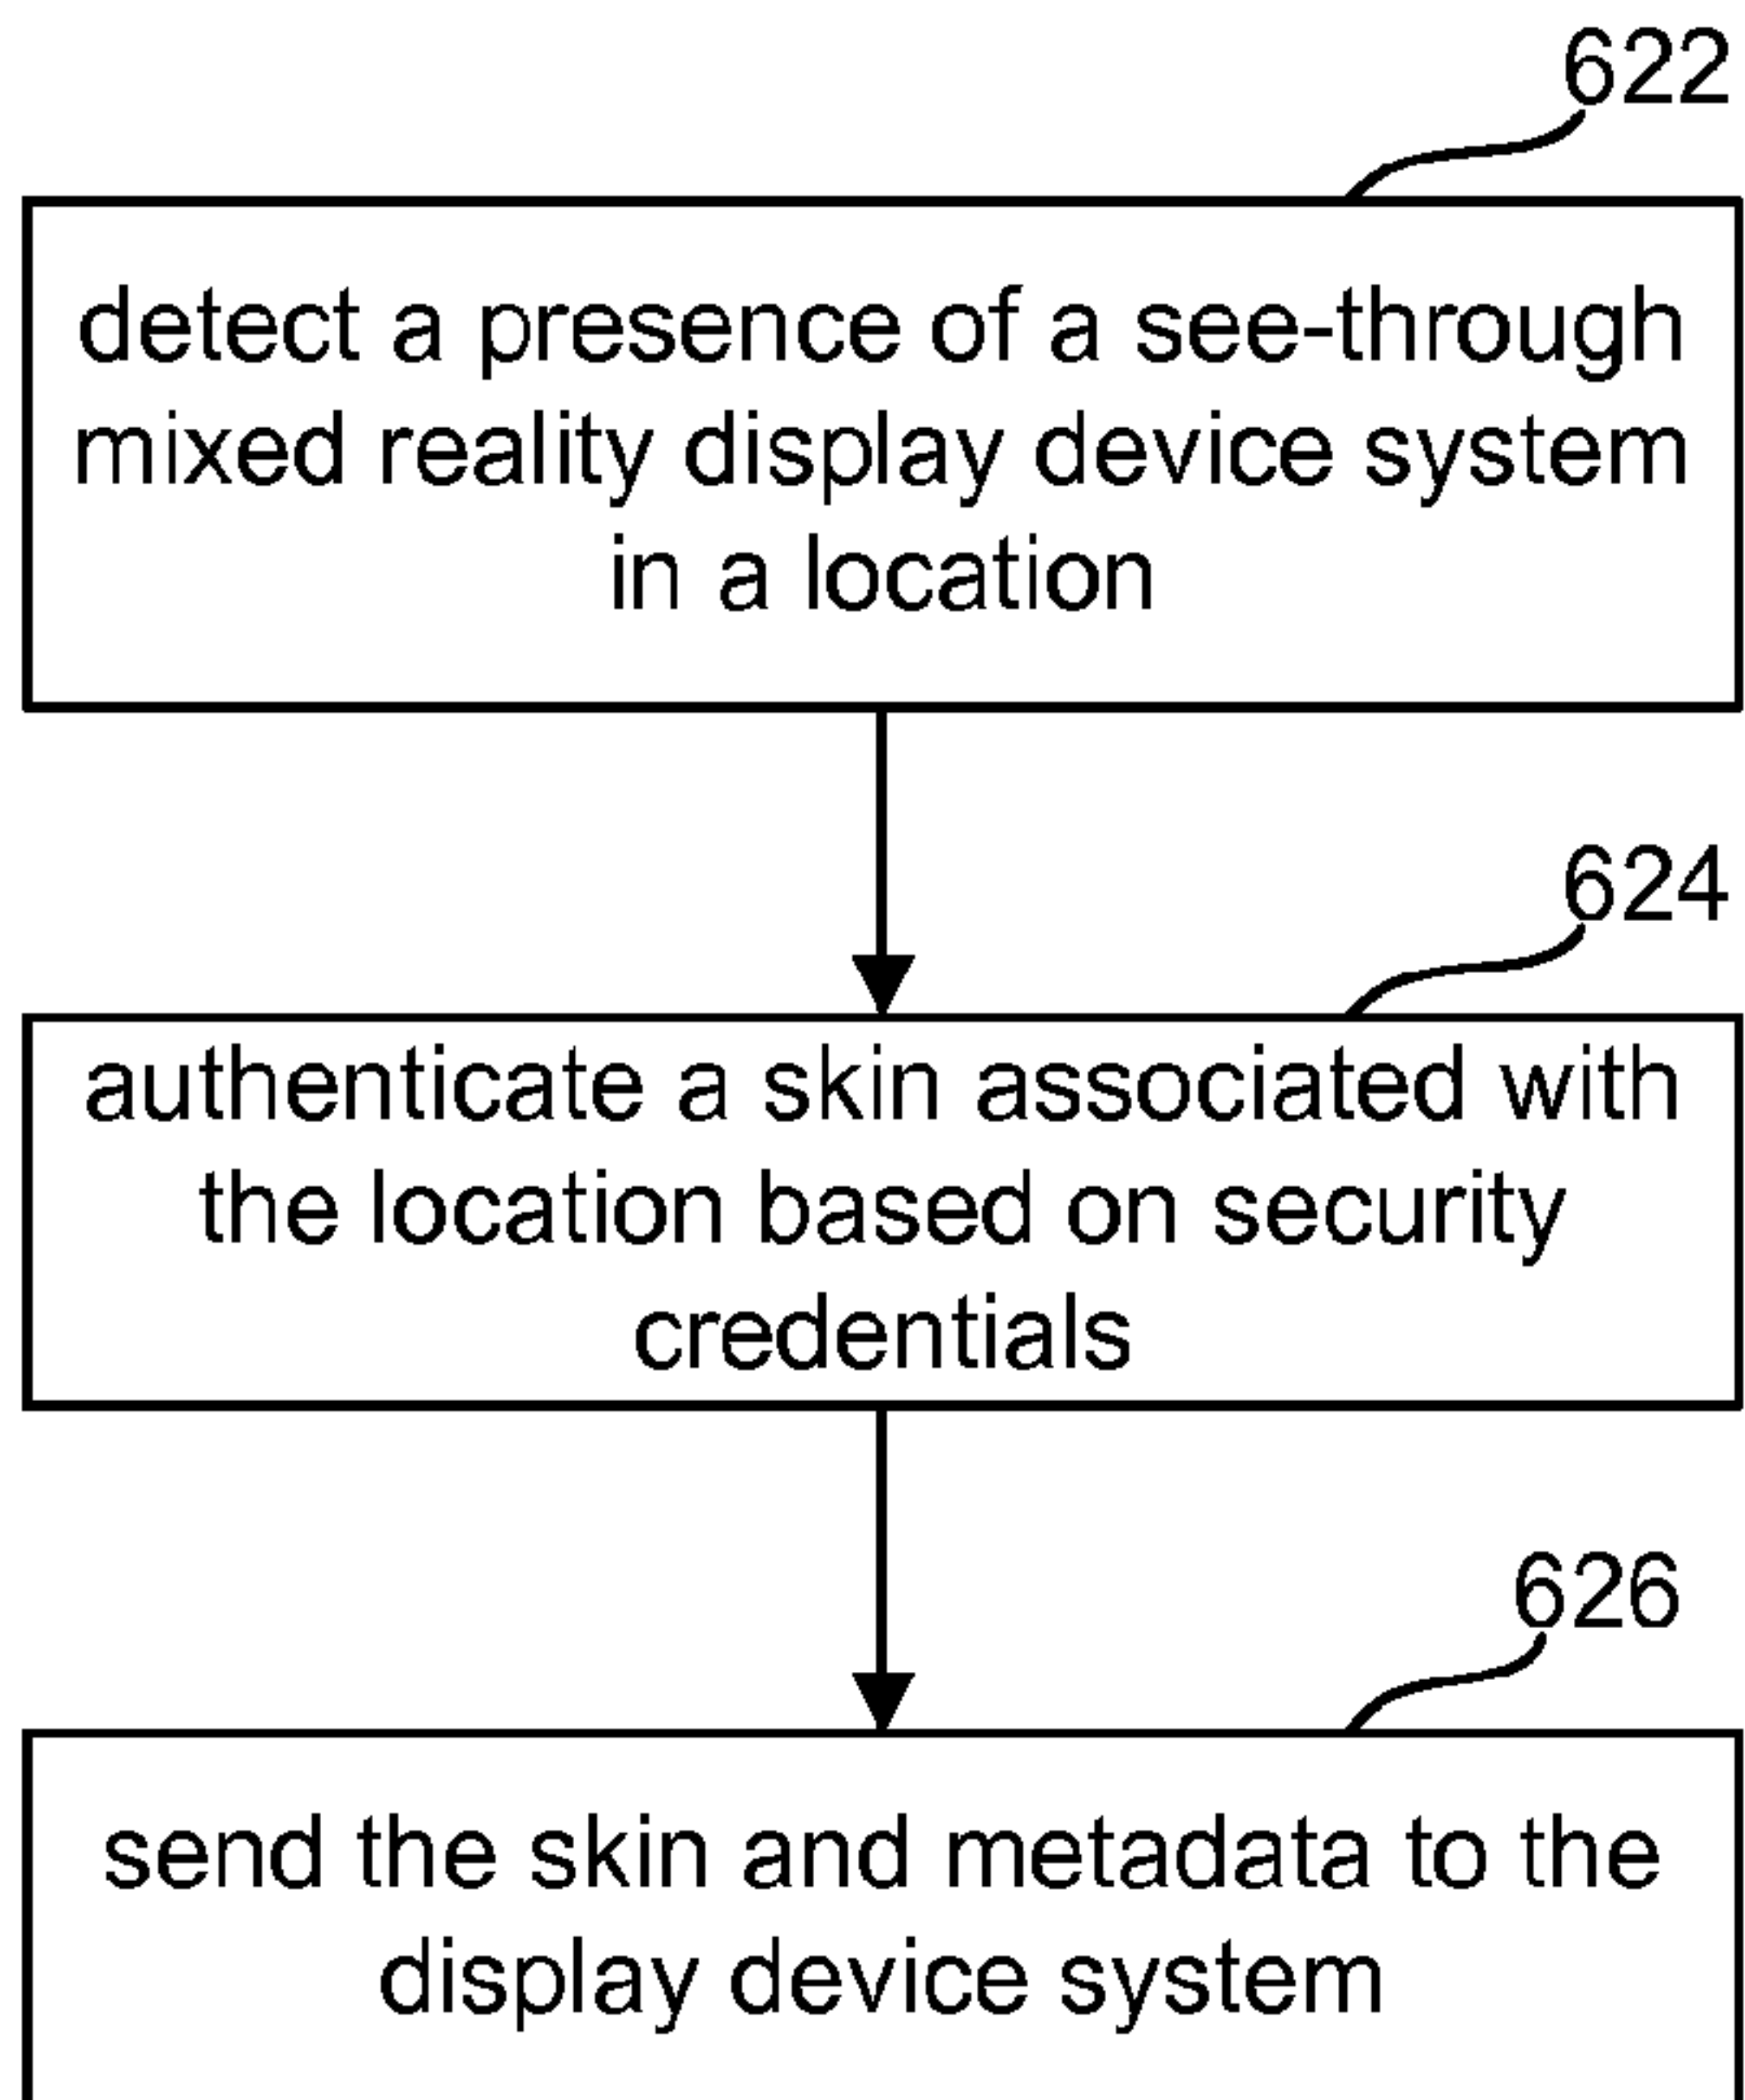 622
detect a presence of a see-through
mixed reality display device system
in a location
624
authenticate a skin associated with
the location based on security
credentials
626
send the skin and metadata to the
display device system